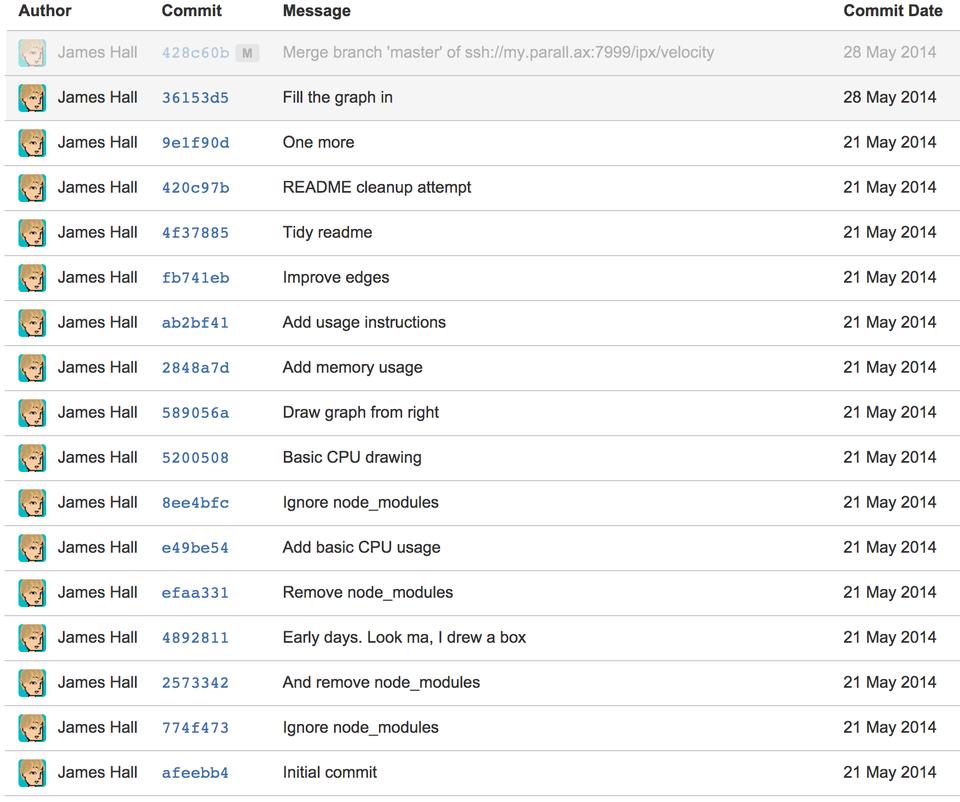 Author Commit Message Commit Date
James Hall 428c60b M Merge branch 'master' of ssh://my.parall.ax:7999/ipx/velocity 28 May 2014
James Hall 36153d5 Fill the graph in 28 May 2014
James Hall 9e1f90d One more 21 May 2014
James Hall 420c97b README cleanup attempt 21 May 2014
James Hall 4f37885 Tidy readme 21 May 2014
James Hall fb741eb Improve edges 21 May 2014
James Hall ab2bf41 Add usage instructions 21 May 2014
James Hall 2848a7d Add memory usage 21 May 2014
James Hall 589056a Draw graph from right 21 May 2014
James Hall 5200508 Basic CPU drawing 21 May 2014
James Hall 8ee4bfc Ignore node_modules 21 May 2014
James Hall e49be54 Add basic CPU usage 21 May 2014
James Hall efaa331 Remove node_modules 21 May 2014
James Hall 4892811 Early days. Look ma, I drew a box 21 May 2014
James Hall 2573342 And remove node_modules 21 May 2014
James Hall 774f473 Ignore node_modules 21 May 2014
James Hall afeebb4 Initial commit 21 May 2014